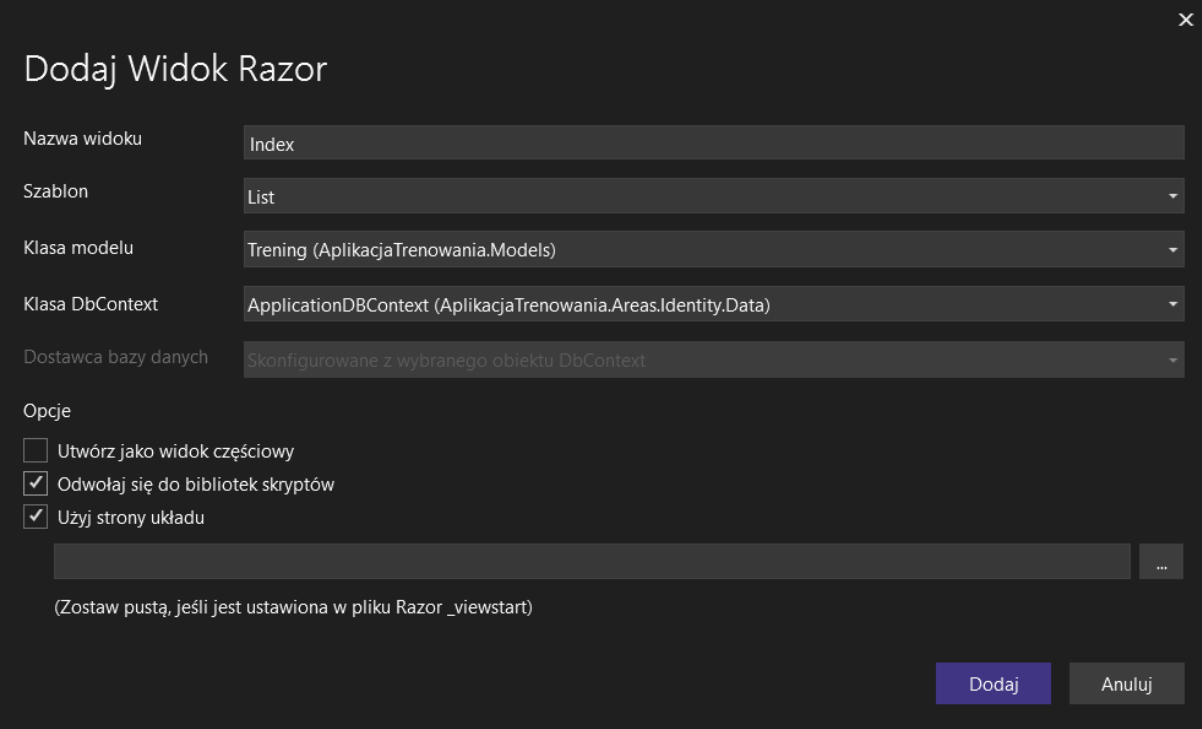 Dodaj Widok Razor
Nazwa widoku Index
Szablon List
Klasa modelu Trening (AplikacjaTrenowania.Models)
Klasa DbContext ApplicationDBContext (AplikacjaTrenowania.Areas.Identity.Data)
Dostawca bazy danych Skonfigurowane z wybranego obiektu DbContext
Opcje
Utwórz jako widok częściowy
Odwołaj się do bibliotek skryptów
Użyj strony układu
...
(Zostaw pustą, jeśli jest ustawiona w pliku Razor _viewstart)
Dodaj Anuluj